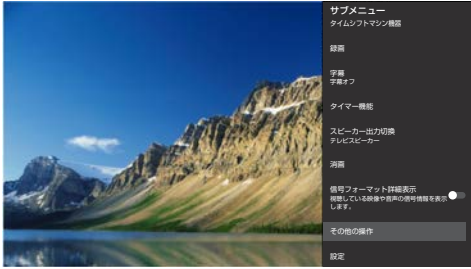 サブメニュー
タイムシフトマシン機器
録画
字幕
字幕オフ
タイマー機能
スピーカー出力切換
テレビスピーカー
消画
信号フォーマット詳細表示
視聴している映像や音声の信号情報を表示
します。
その他の操作
設定